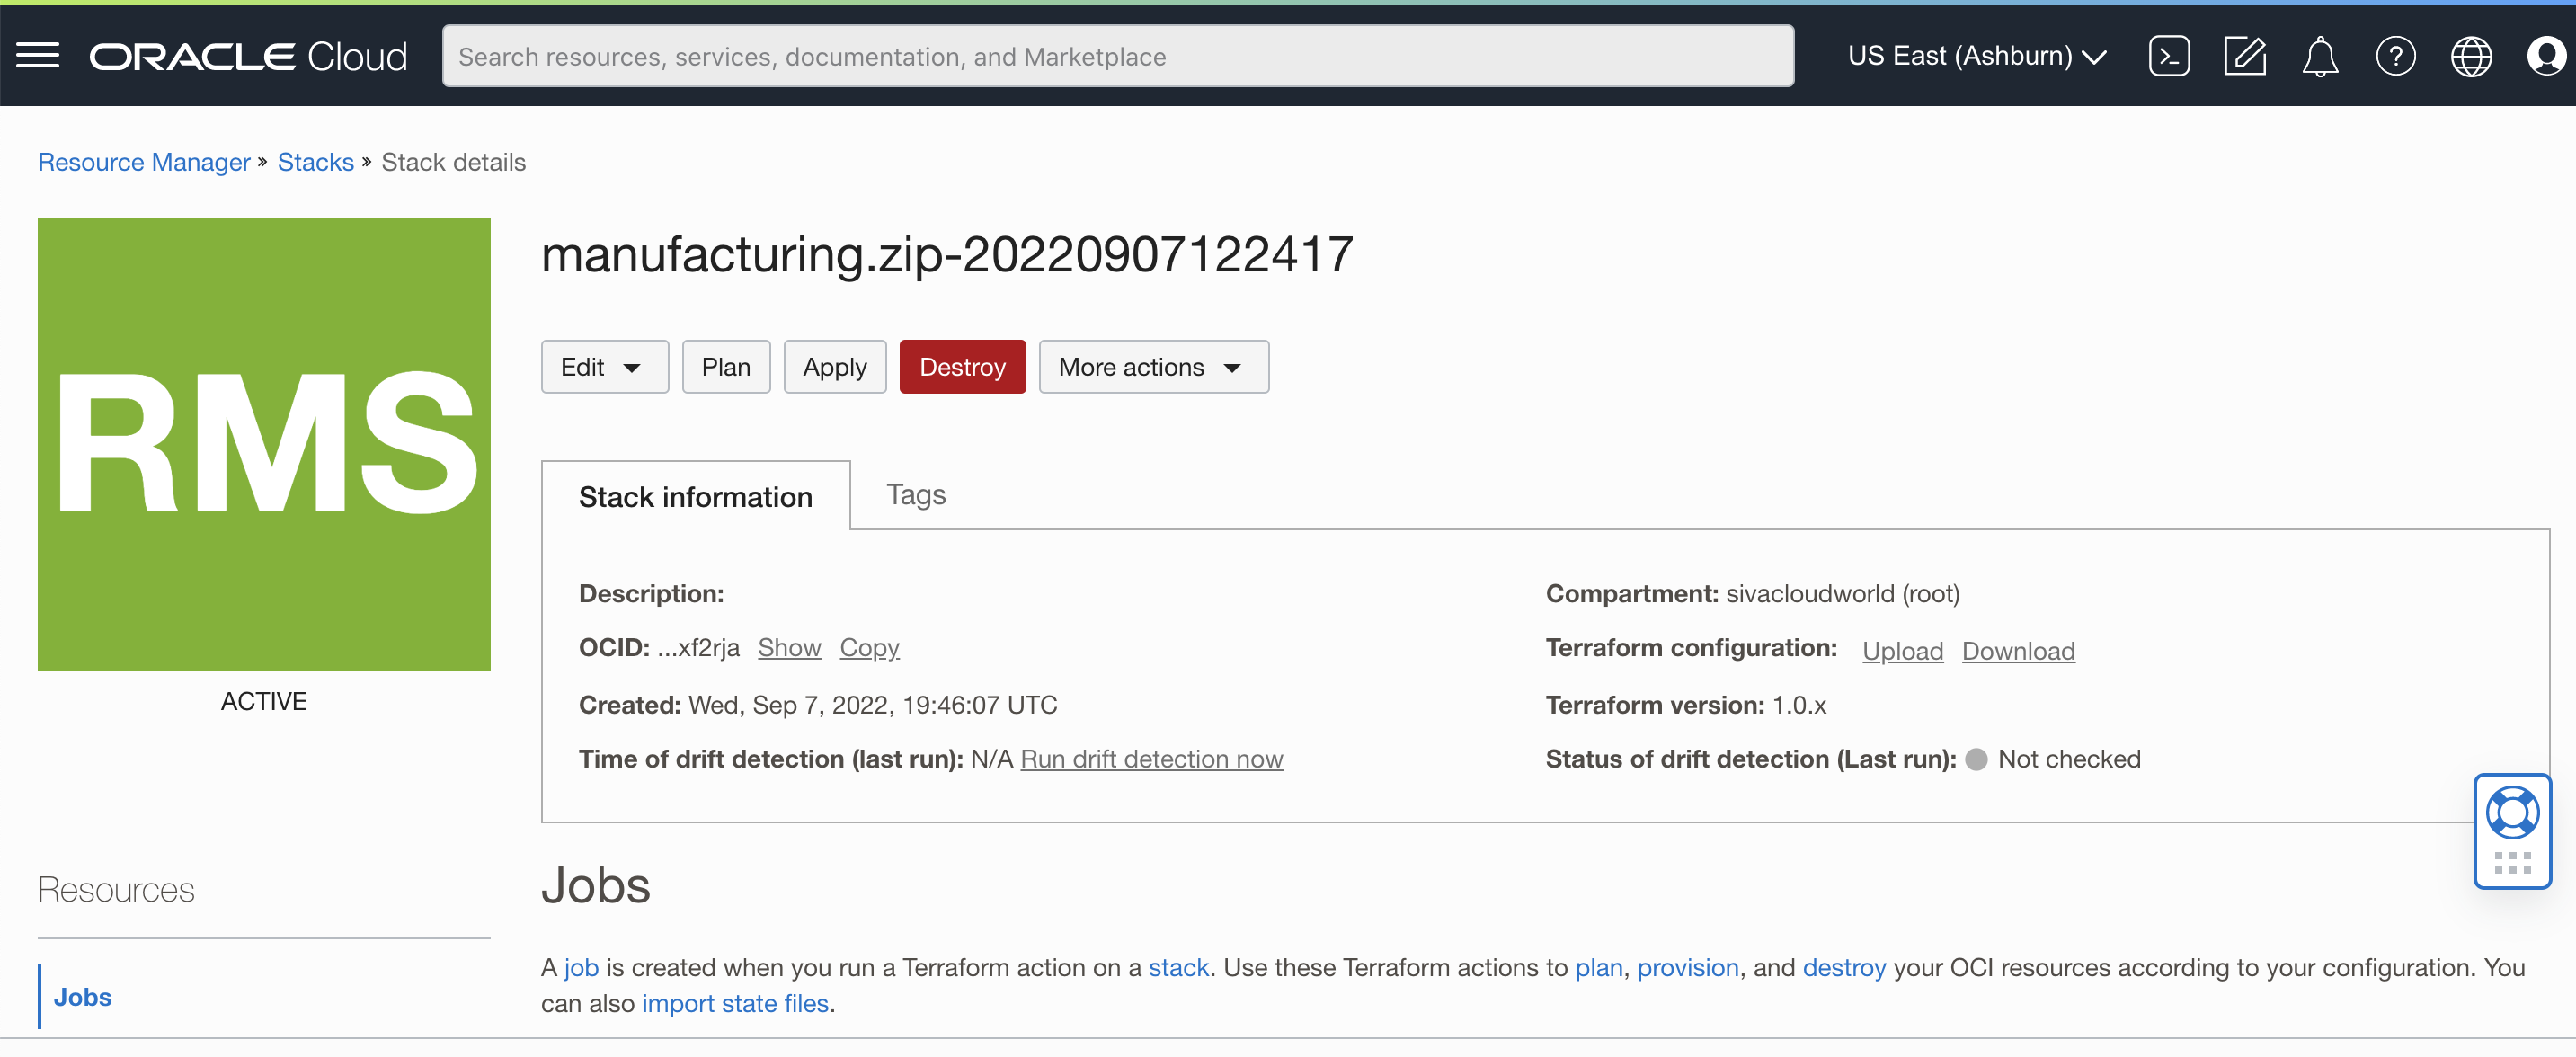 ORACLE Cloud Search resources, services, documentation, and Marketplace US East (Ashburn)
Resource Manager » Stacks » Stack details
RMS
ACTIVE
manufacturing.zip-20220907122417
Edit Plan Apply Destroy More actions
Stack information Tags
Description:
OCID: ...xf2rja Show Copy
Created: Wed, Sep 7, 2022, 19:46:07 UTC
Time of drift detection (last run): N/A Run drift detection now
Compartment: sivacloudworld (root)
Terraform configuration: Upload Download
Terraform version: 1.0.x
Status of drift detection (Last run): Not checked
Resources
Jobs
Jobs
A job is created when you run a Terraform action on a stack. Use these Terraform actions to plan, provision, and destroy your OCI resources according to your configuration. You
can also import state files.